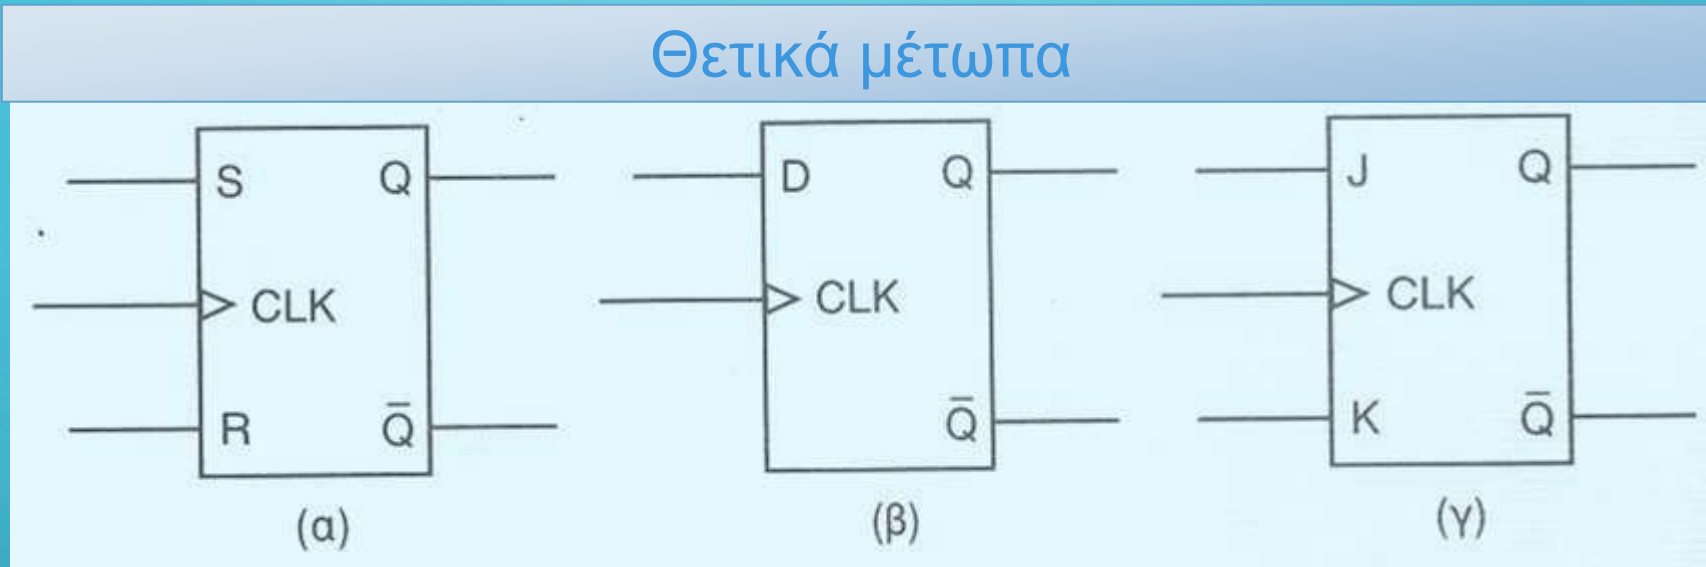 Θετικά μέτωπα
S Q D Q J Q
CLK CLK CLK
R Q̅ Q̅ K Q̅
(α) (β) (γ)